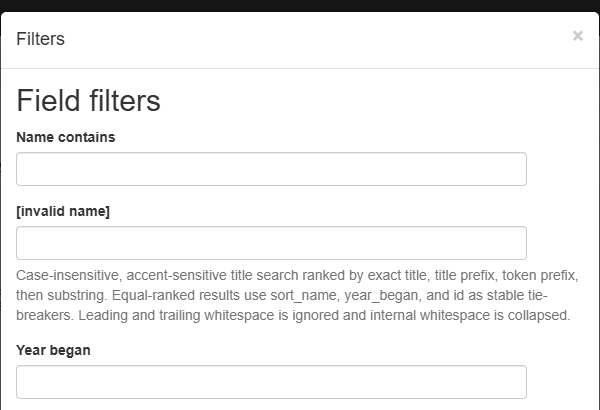 Filters
×
Field filters
Name contains
[invalid name]
Case-insensitive, accent-sensitive title search ranked by exact title, title prefix, token prefix,
then substring. Equal-ranked results use sort_name, year_began, and id as stable tie-
breakers. Leading and trailing whitespace is ignored and internal whitespace is collapsed.
Year began